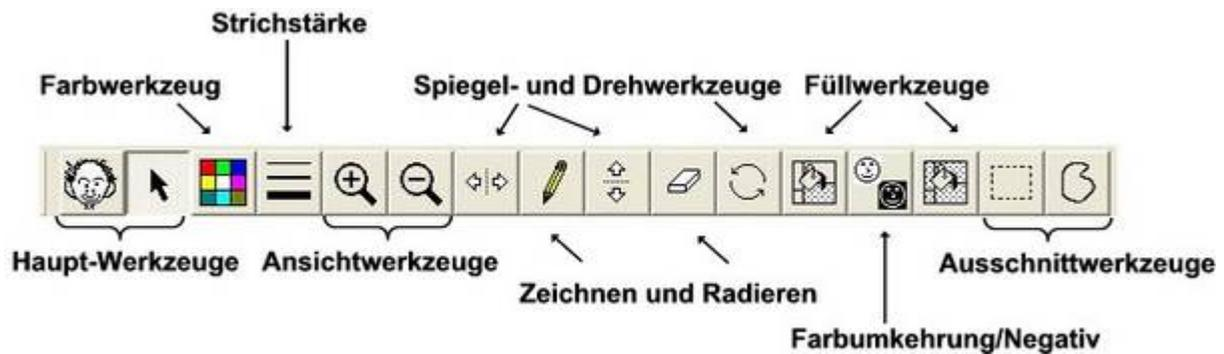 Strichstärke
Farbwerkzeug
Spiegel- und Drehwerkzeuge
Füllwerkzeuge
Haupt-Werkzeuge
Ansichtwerkzeuge
Ausschnittwerkzeuge
Zeichnen und Radieren
Farbumkehrung/Negativ